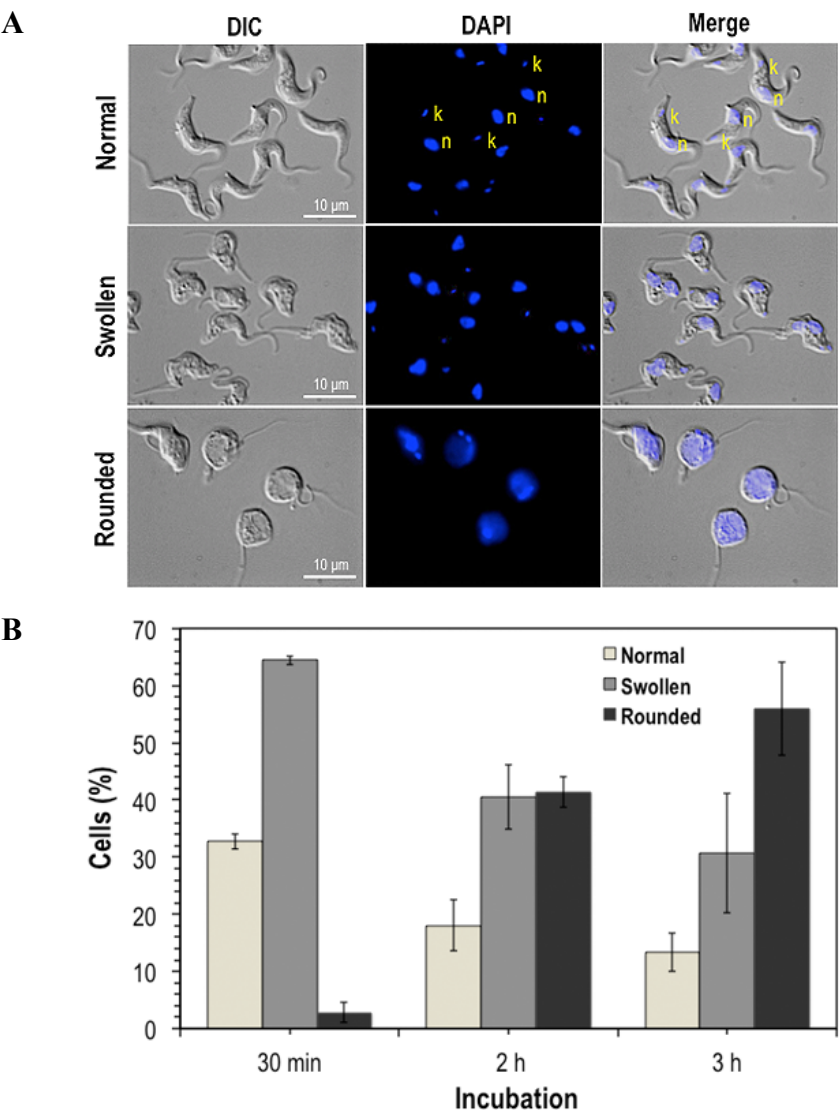 A
DIC DAPI Merge
Normal
k
n
k
n
n
k
k
n
k
n
n
k
10 µm
Swollen
10 µm
Rounded
10 µm
B
70
60
50
40
30
20
10
0
Cells (%)
Normal
Swollen
Rounded
30 min 2 h 3 h
Incubation